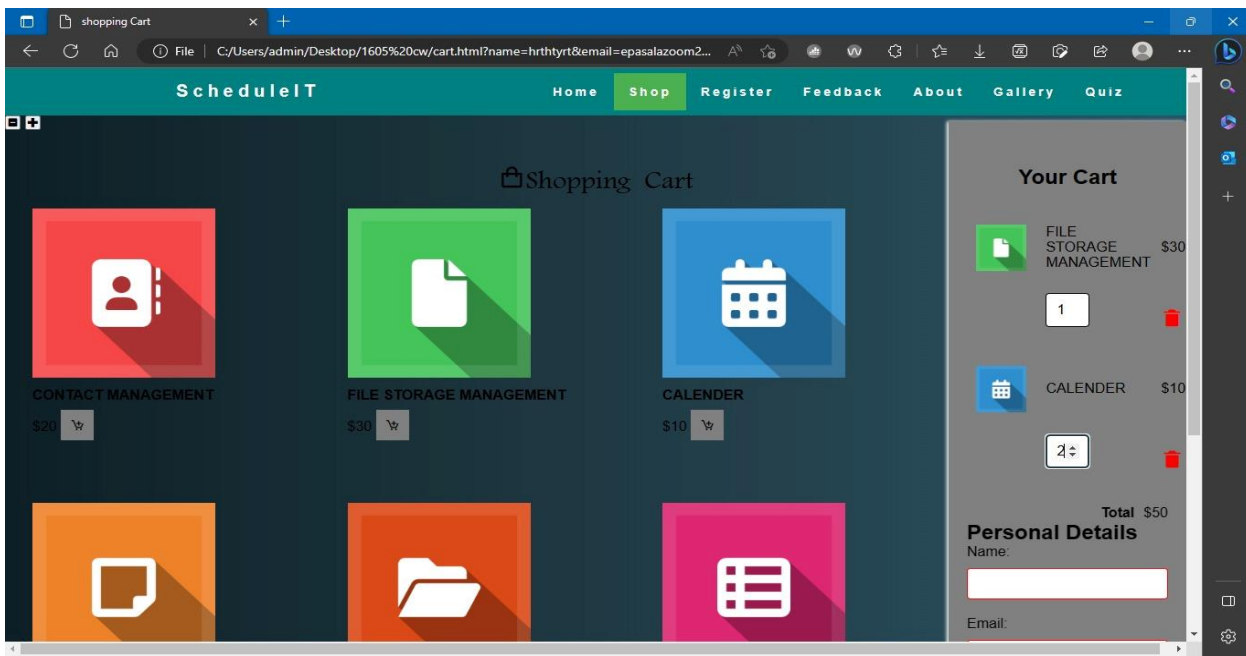 shopping Cart
File
C:/Users/admin/Desktop/1605%20cw/cart.html?name=hrthtyrt&email=epasalazoom2...
ScheduleIT
Home Shop Register Feedback About Gallery Quiz
Shopping Cart
CONTACT MANAGEMENT
$20
FILE STORAGE MANAGEMENT
$30
CALENDER
$10
Your Cart
FILE
STORAGE
MANAGEMENT
$30
1
CALENDER
$10
2
Total $50
Personal Details
Name:
Email: